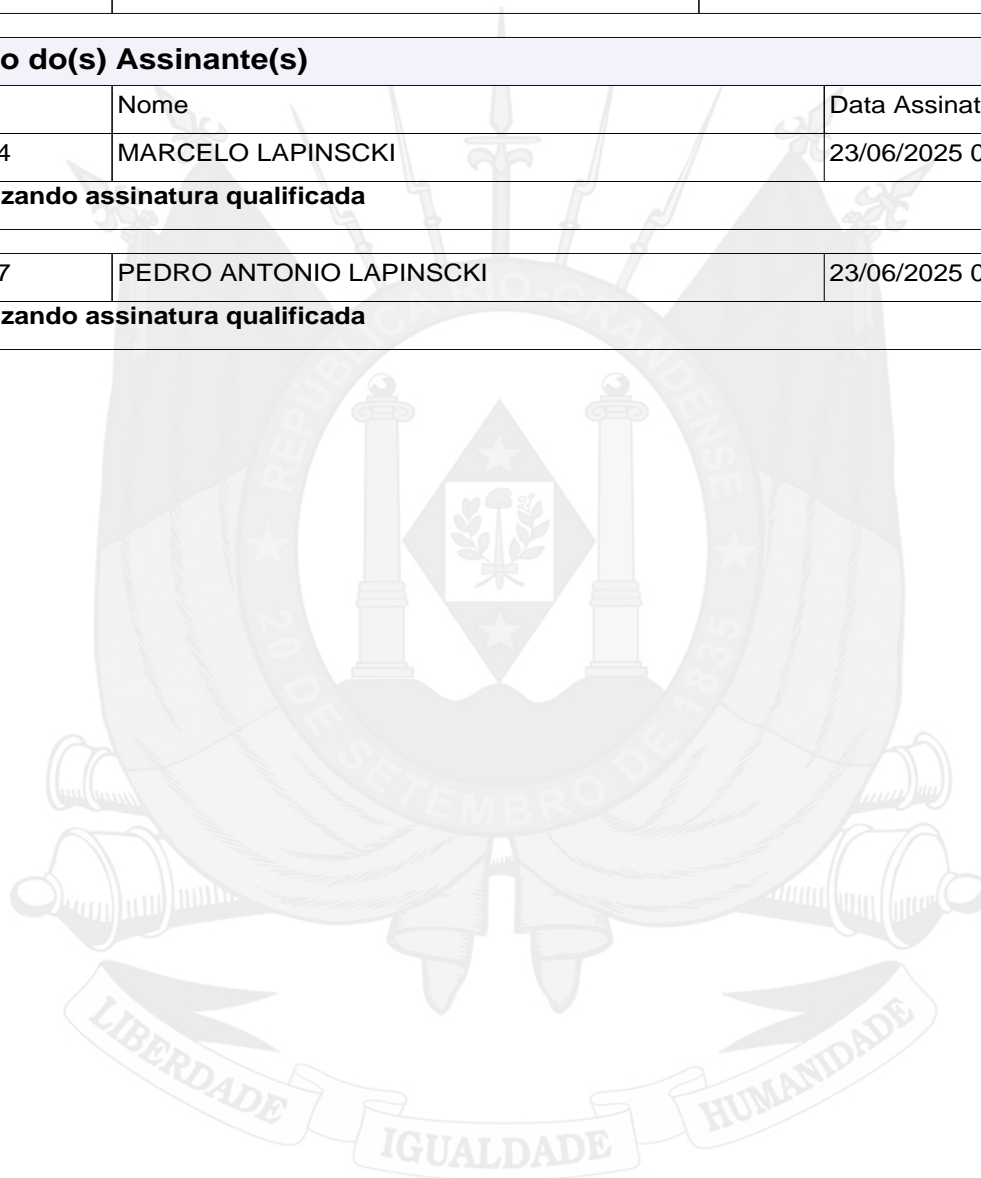 o do(s) Assinante(s)
Nome Data Assinat
4 MARCELO LAPINSCKI 23/06/2025 0
zando assinatura qualificada
7 PEDRO ANTONIO LAPINSCKI 23/06/2025 0
zando assinatura qualificada
REPÚBLICA RIO-GRANDENSE
20 DE SETEMBRO DE 1835
LIBERDADE IGUALDADE HUMANIDADE